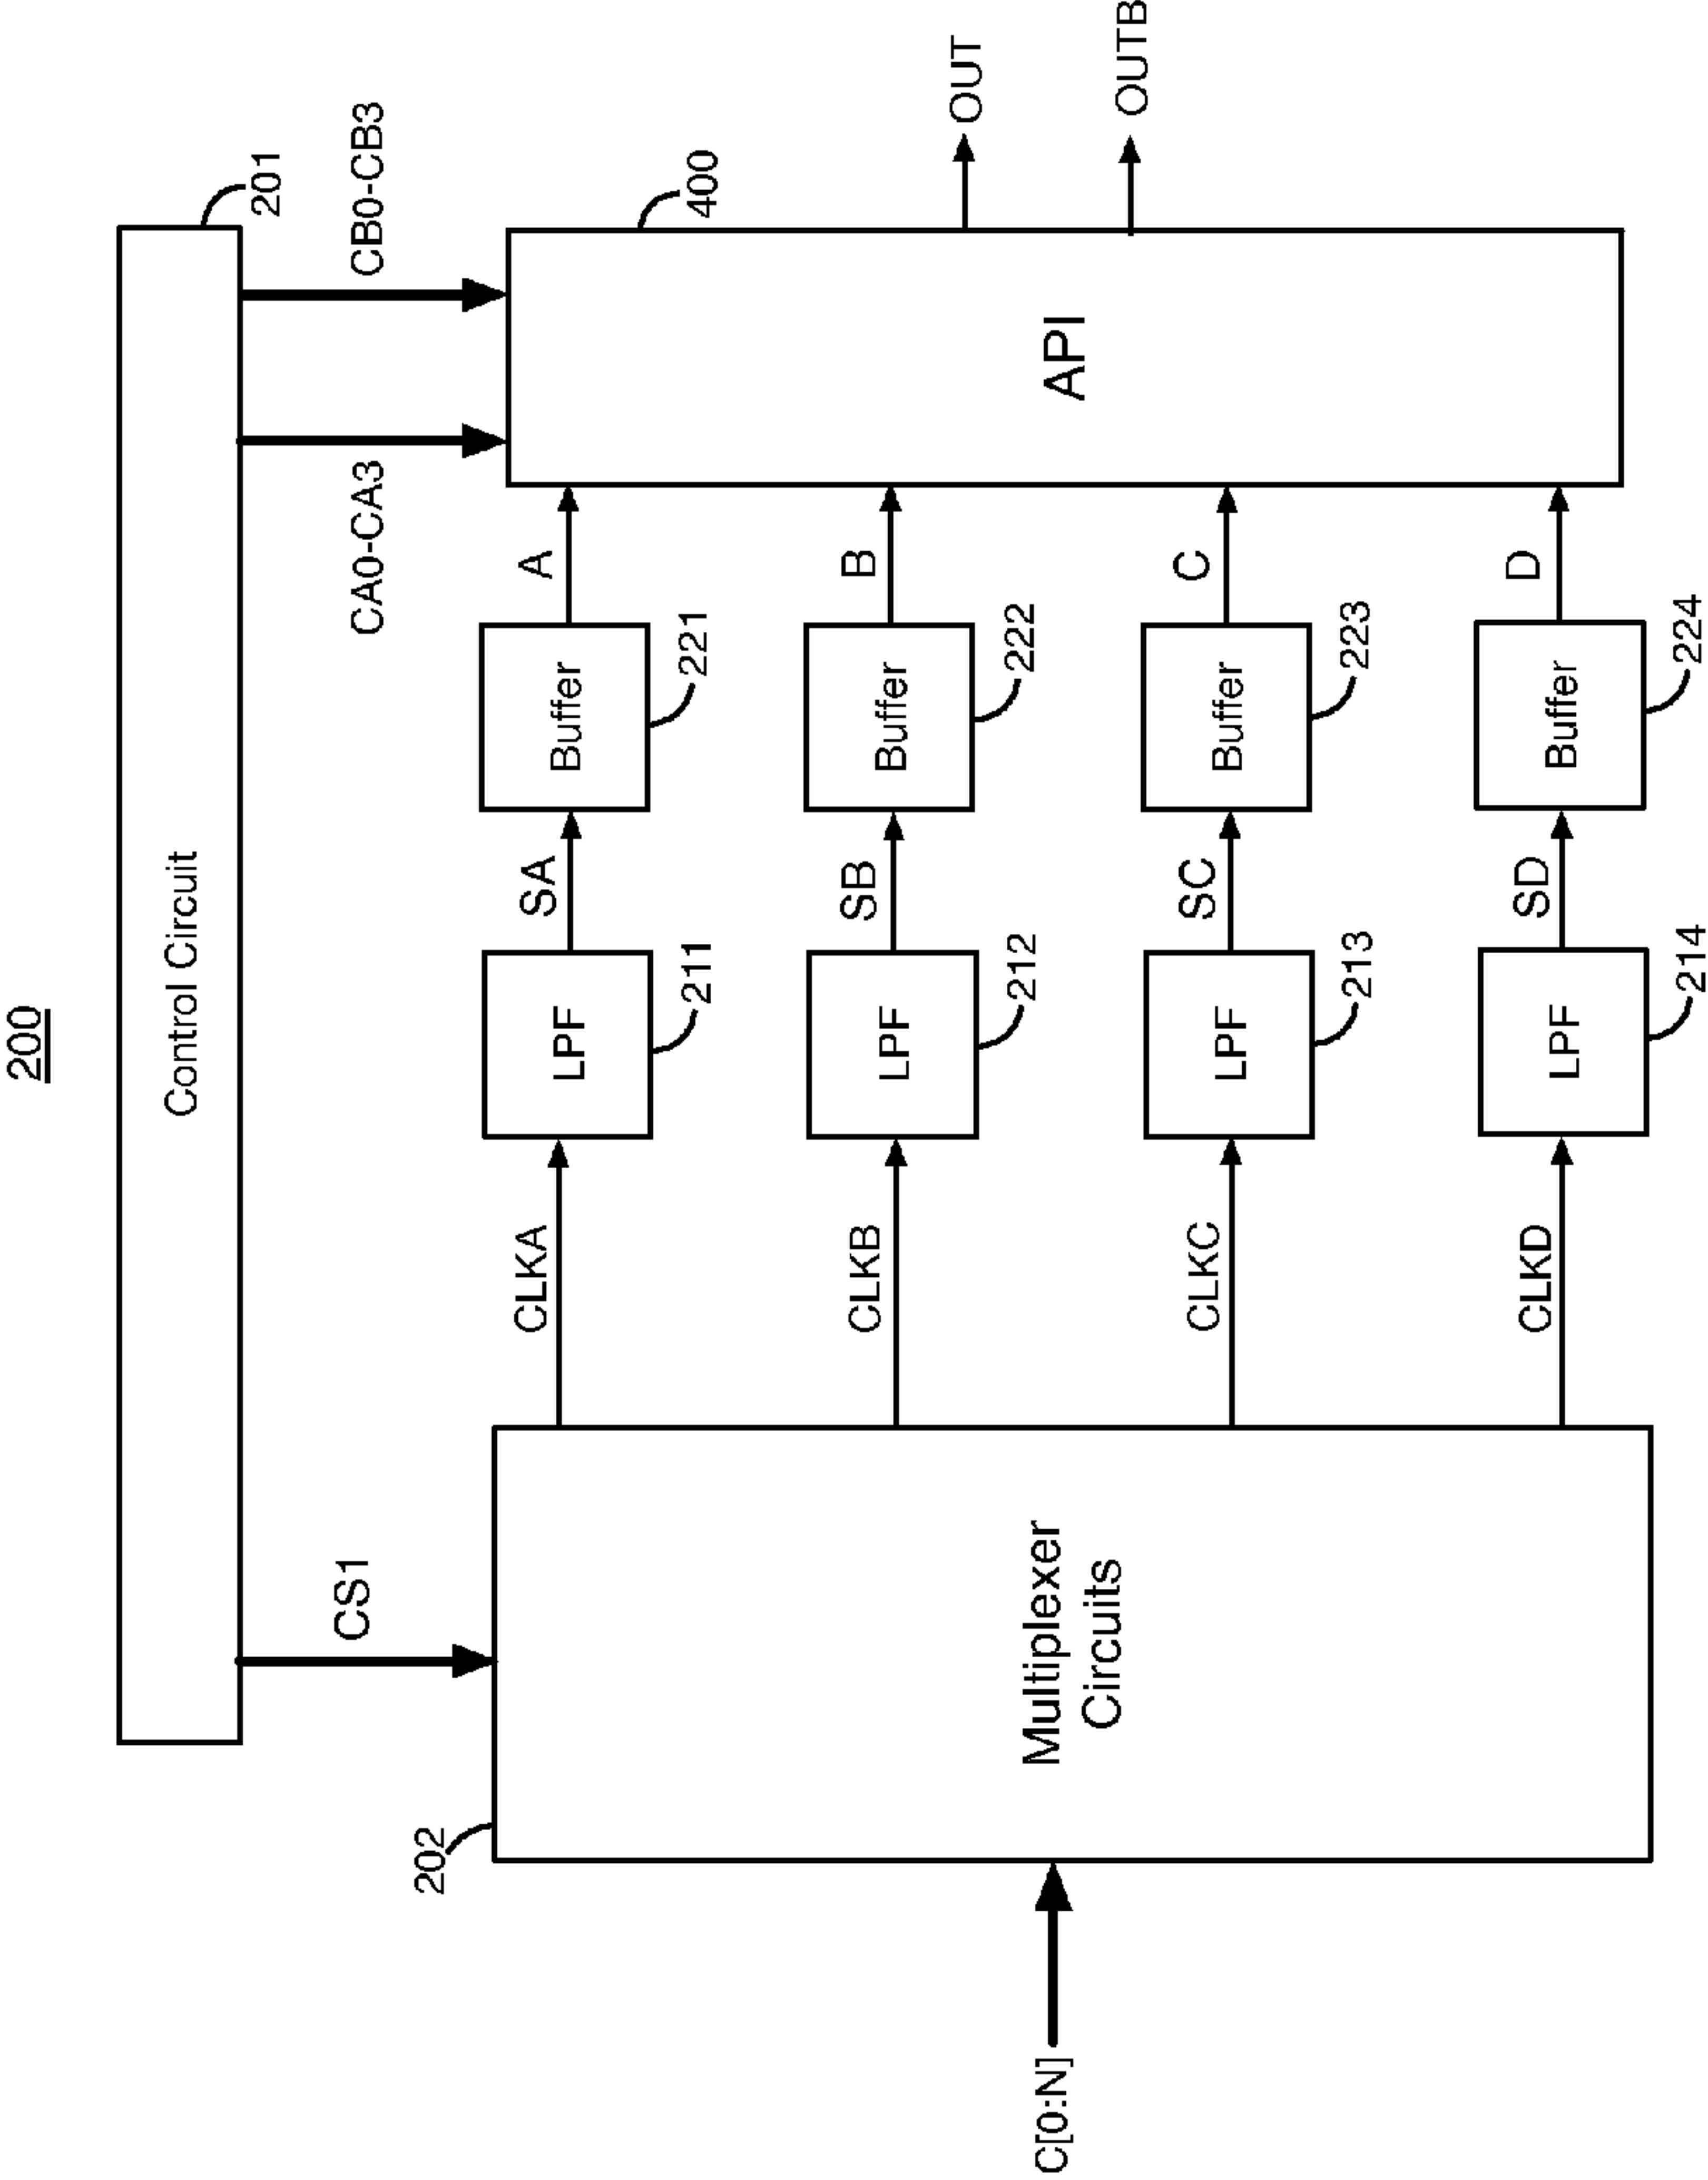 200
Control Circuit
201
CS1
CA0-CA3
CB0-CB3
202
400
C[0:N]
Multiplexer
Circuits
CLKA
LPF
211
SA
Buffer
221
A
CLKB
LPF
212
SB
Buffer
222
B
CLKC
LPF
213
SC
Buffer
223
C
CLKD
LPF
214
SD
Buffer
224
D
API
OUT
OUTB